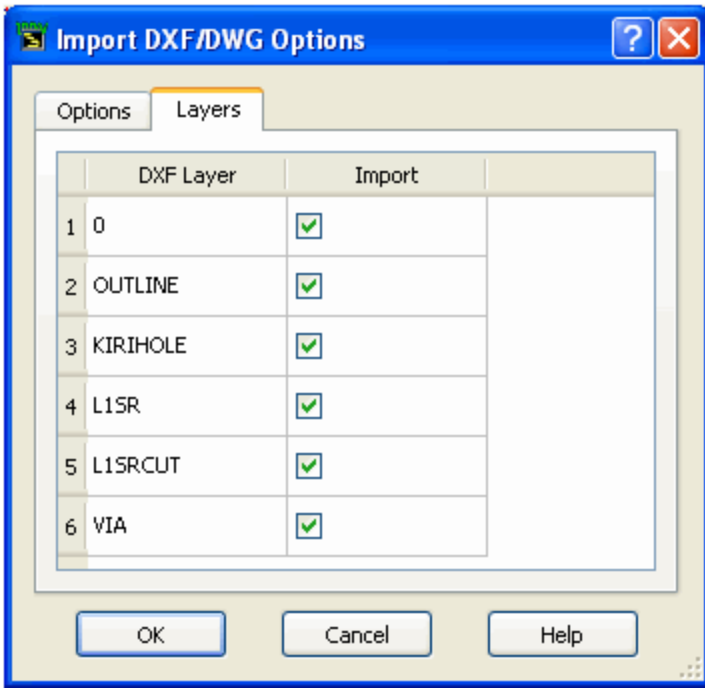 Import DXF/DWG Options
Options Layers
DXF Layer Import
1 0
2 OUTLINE
3 KIRIHOLE
4 L1SR
5 L1SRCUT
6 VIA
OK Cancel Help